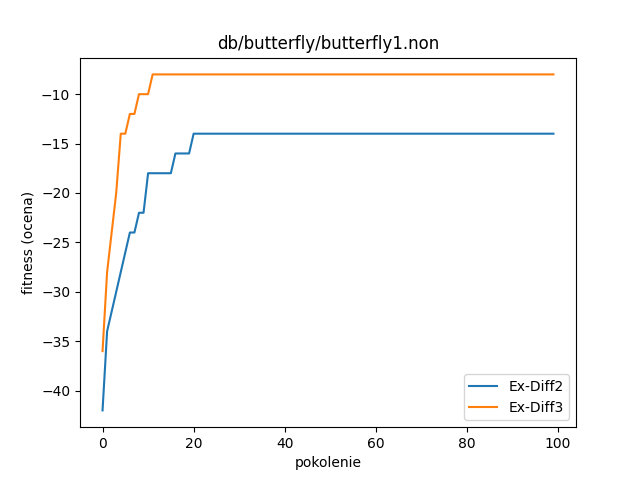 db/butterfly/butterfly1.non
fitness (ocena)
−10
−15
−20
−25
−30
−35
−40
0
20
40
60
80
100
pokolenie
Ex-Diff2
Ex-Diff3